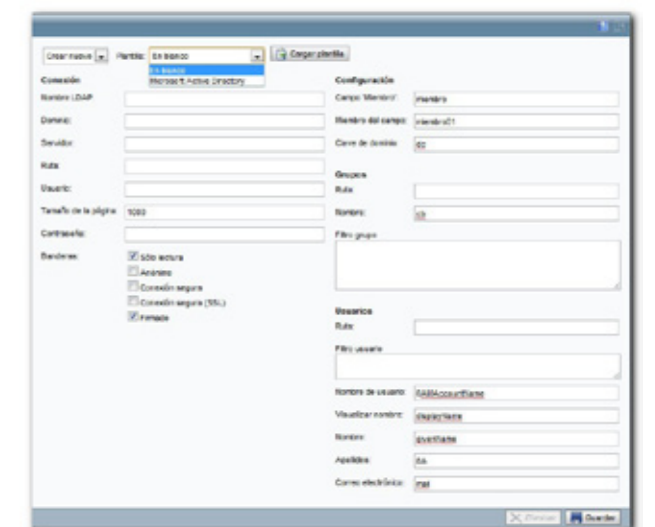 Crear nuevo Plantilla: En blanco Cargar plantilla
En blanco
Microsoft Active Directory
Conexión
Nombre LDAP
Dominio:
Servidor:
Ruta:
Usuario:
Tamaño de la página: 1000
Contraseña:
Banderas:
Sólo lectura
Anónimo
Conexión segura
Conexión segura (SSL)
Firmado
Configuración
Campo 'Miembro': miembro
Miembro del campo:
Clave de dominio: dc
Grupos
Ruta:
Nombre: cn
Filtro grupo
Usuarios
Ruta:
Filtro usuario
Nombre de usuario: SAMAccountName
Visualizar nombre: displayName
Nombre: givenName
Apellidos:
Correo electrónico: mail
Eliminar Guardar